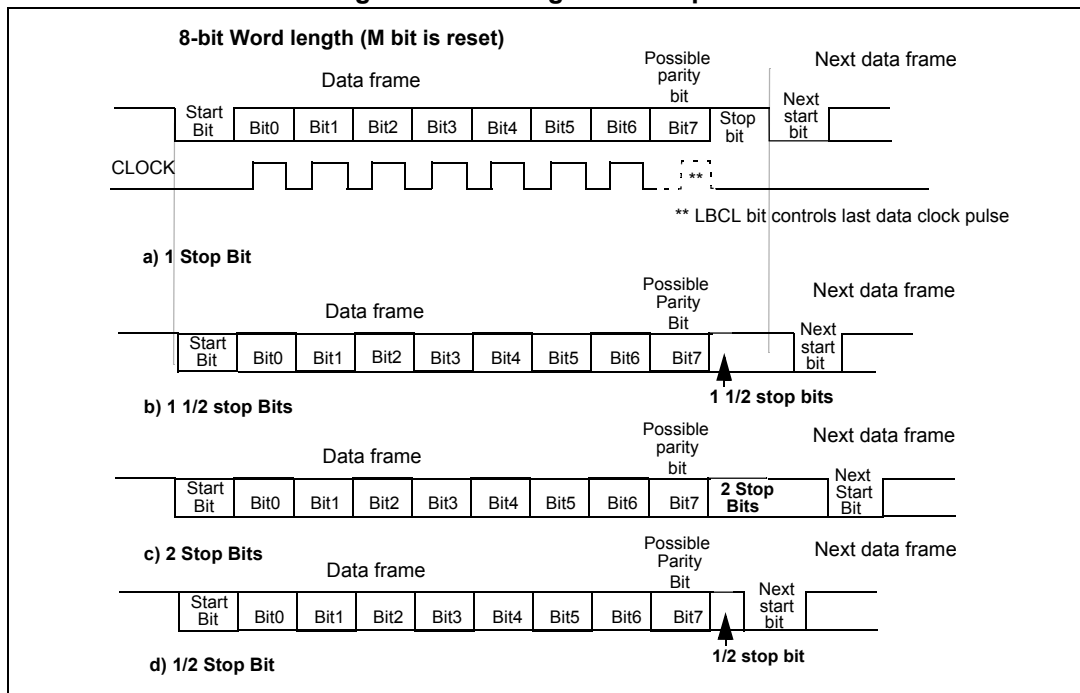 8-bit Word length (M bit is reset)
Data frame
Possible
parity
bit
Next data frame
Start
Bit
Bit0
Bit1
Bit2
Bit3
Bit4
Bit5
Bit6
Bit7
Stop
bit
Next
start
bit
CLOCK
**
** LBCL bit controls last data clock pulse
a) 1 Stop Bit
Data frame
Possible
Parity
Bit
Next data frame
Start
Bit
Bit0
Bit1
Bit2
Bit3
Bit4
Bit5
Bit6
Bit7
Next
start
bit
1 1/2 stop bits
b) 1 1/2 stop Bits
Data frame
Possible
parity
bit
Next data frame
Start
Bit
Bit0
Bit1
Bit2
Bit3
Bit4
Bit5
Bit6
Bit7
2 Stop
Bits
Next
Start
Bit
c) 2 Stop Bits
Data frame
Possible
Parity
Bit
Next data frame
Start
Bit
Bit0
Bit1
Bit2
Bit3
Bit4
Bit5
Bit6
Bit7
Next
start
bit
1/2 stop bit
d) 1/2 Stop Bit